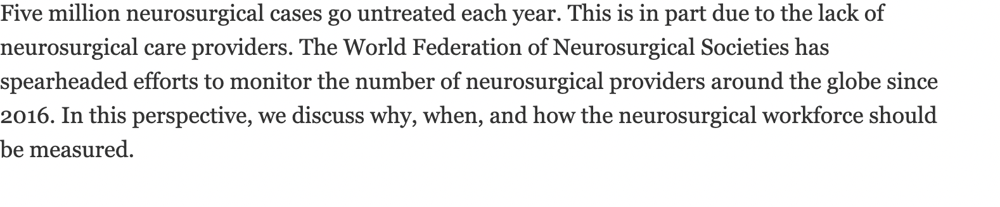 Five million neurosurgical cases go untreated each year. This is in part due to the lack of
neurosurgical care providers. The World Federation of Neurosurgical Societies has
spearheaded efforts to monitor the number of neurosurgical providers around the globe since
2016. In this perspective, we discuss why, when, and how the neurosurgical workforce should
be measured.